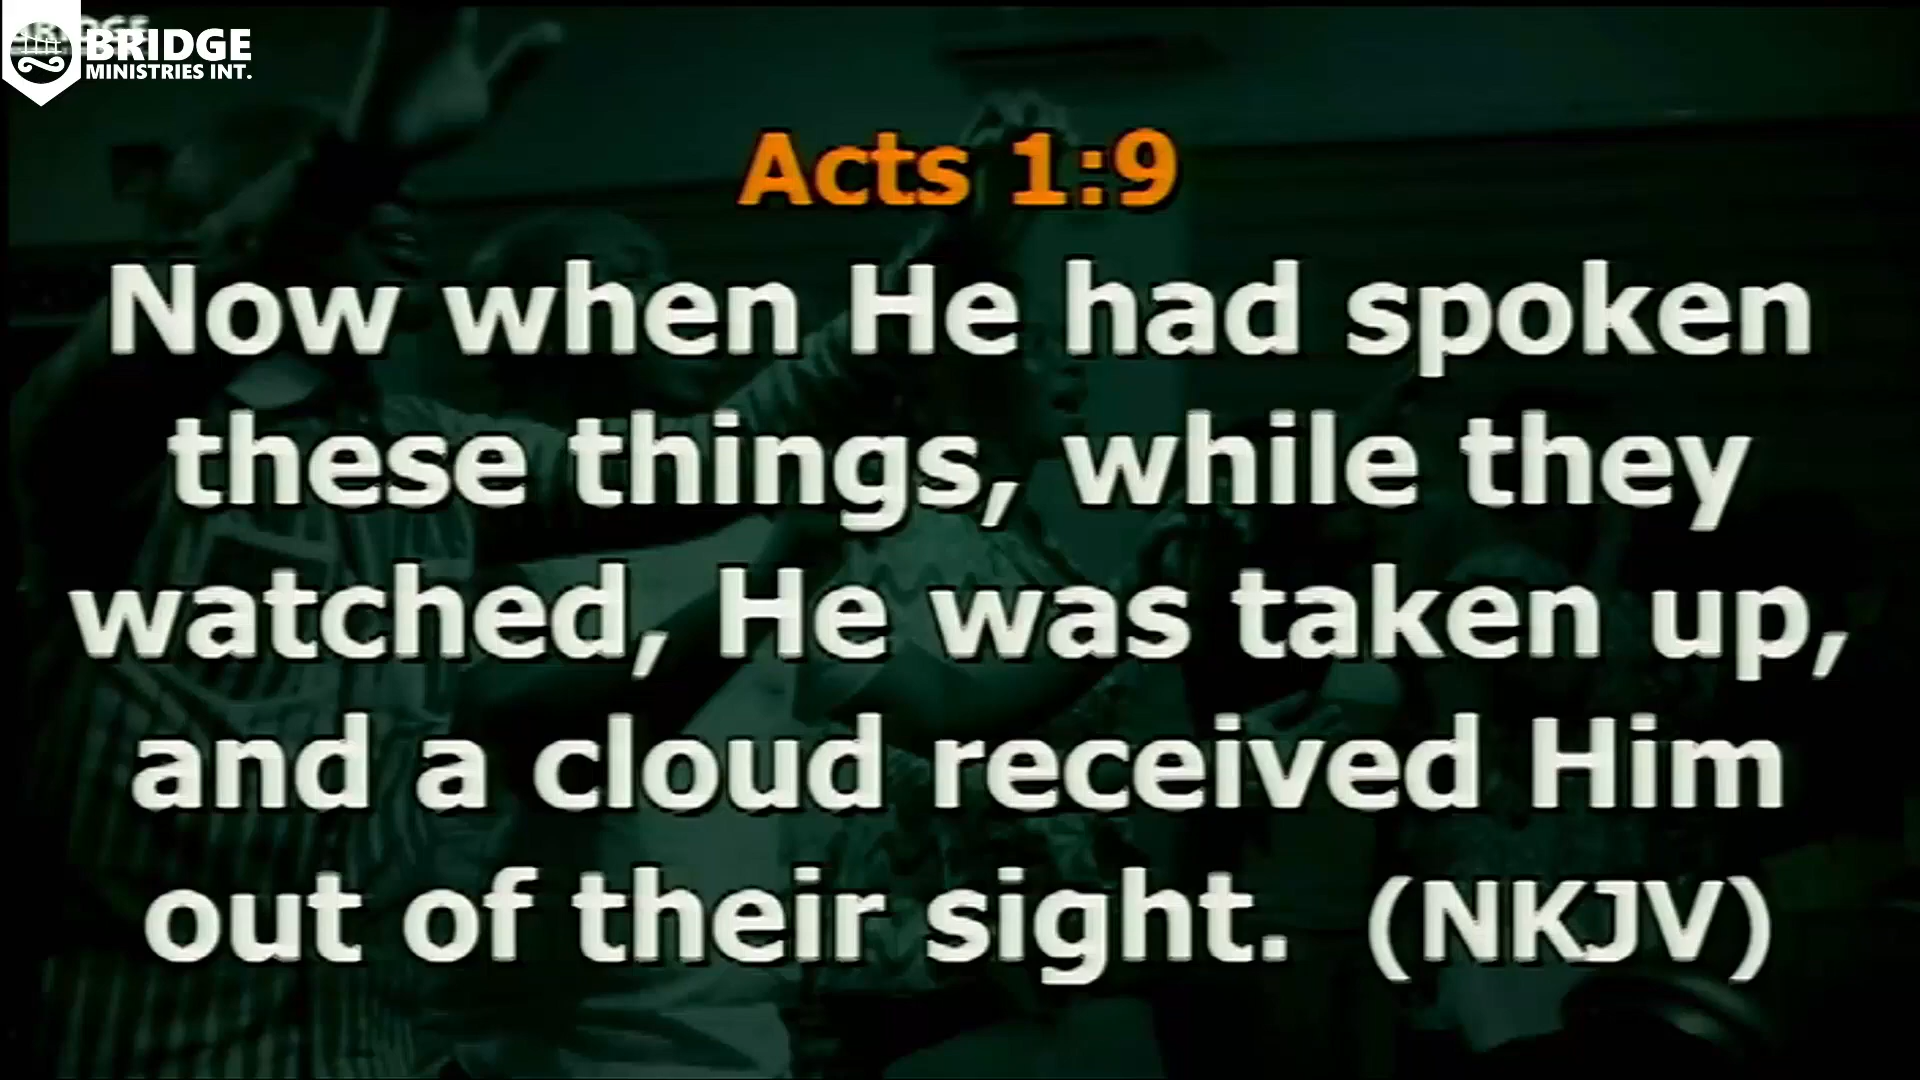 BRIDGE
MINISTRIES INT.
Acts 1:9
Now when He had spoken
these things, while they
watched, He was taken up,
and a cloud received Him
out of their sight. (NKJV)